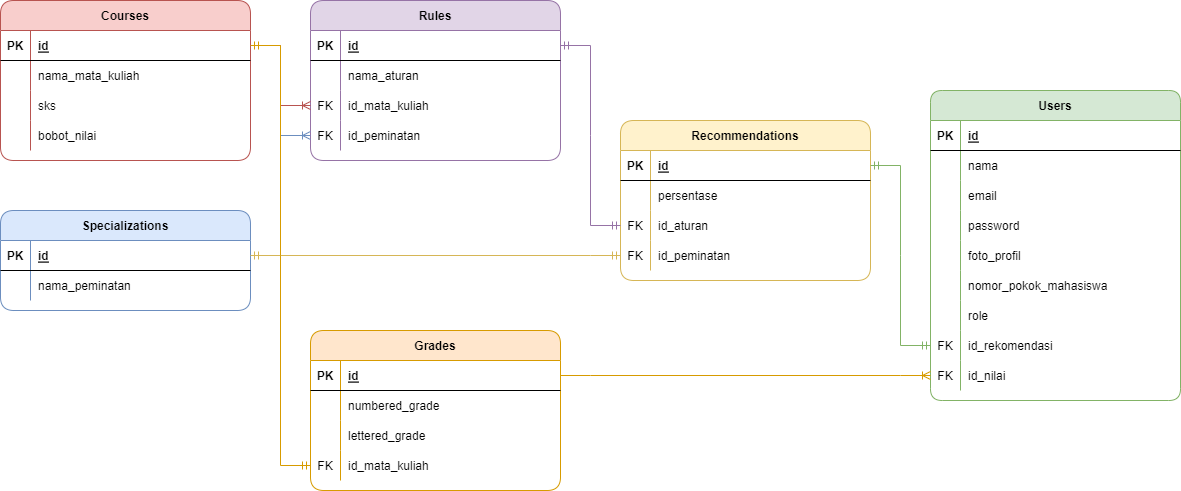 Courses
PK id
nama_mata_kuliah
sks
bobot_nilai
Rules
PK id
nama_aturan
FK id_mata_kuliah
FK id_peminatan
Recommendations
PK id
persentase
FK id_aturan
FK id_peminatan
Users
PK id
nama
email
password
foto_profil
nomor_pokok_mahasiswa
role
FK id_rekomendasi
FK id_nilai
Specializations
PK id
nama_peminatan
Grades
PK id
numbered_grade
lettered_grade
FK id_mata_kuliah